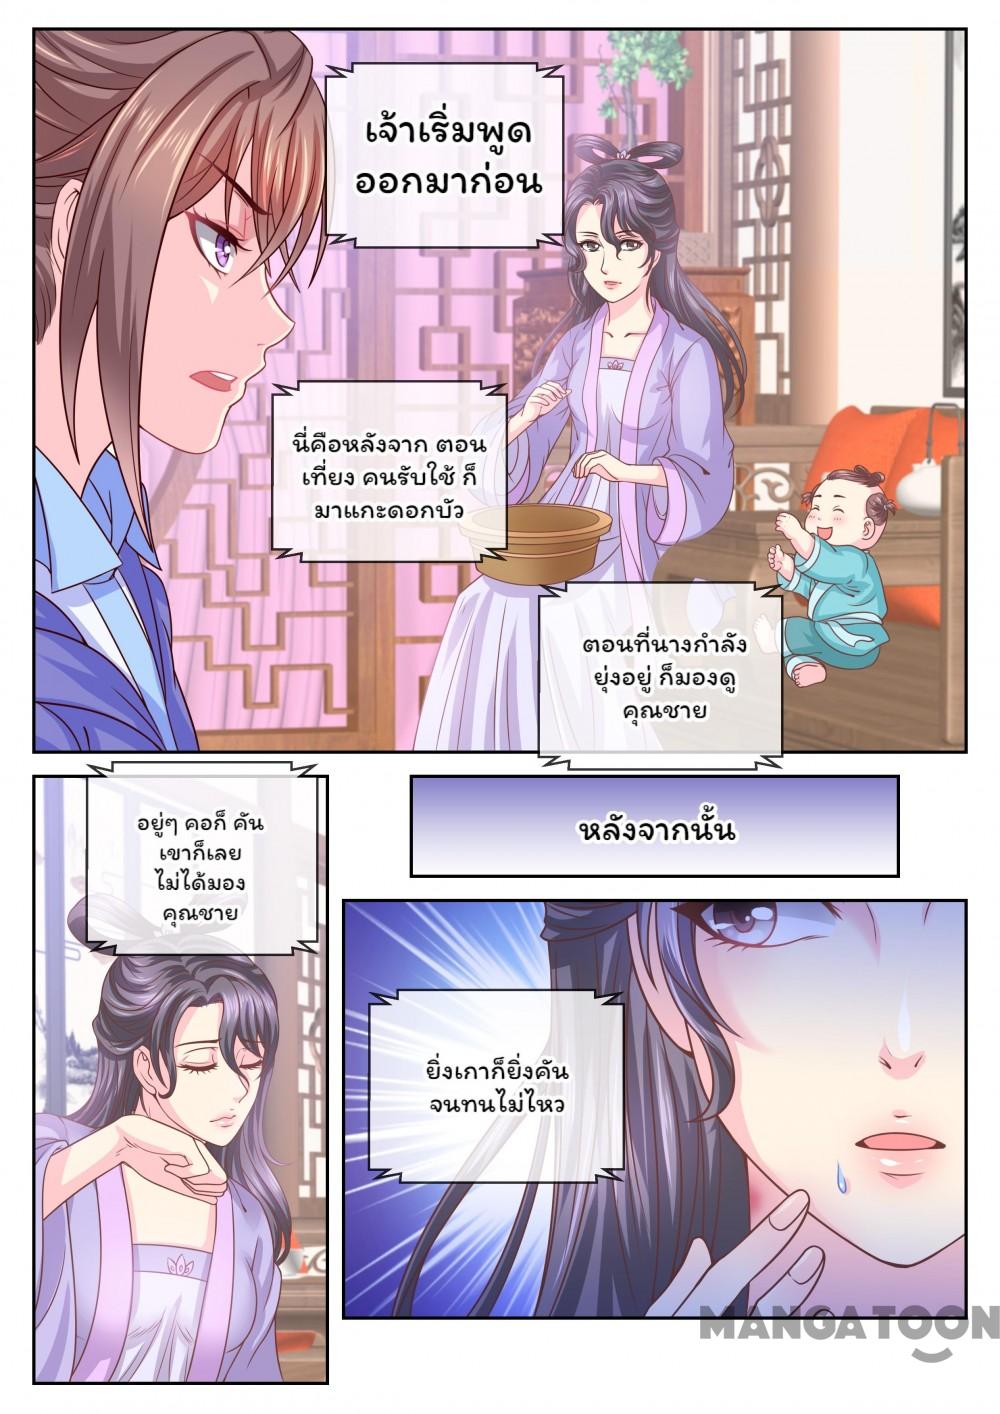 เจ้าเริ่มพูด
ออกมาก่อน
นี่คือหลังจาก ตอน
เที่ยง คนรับใช้ ก็
มาแกะดอกบัว
ตอนที่นางกำลัง
ยุ่งอยู่ ก็มองดู
คุณชาย
อยู่ๆ คอก็ คัน
เขาก็เลย
ไม่ได้มอง
คุณชาย
หลังจากนั้น
ยิ่งเกาก็ยิ่งคัน
จนทนไม่ไหว
MANGATOON